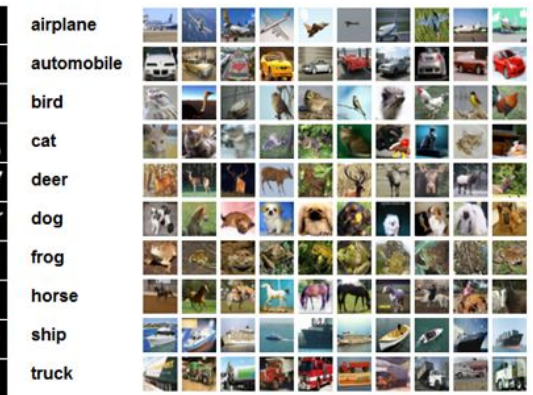 airplane
automobile
bird
cat
deer
dog
frog
horse
ship
truck